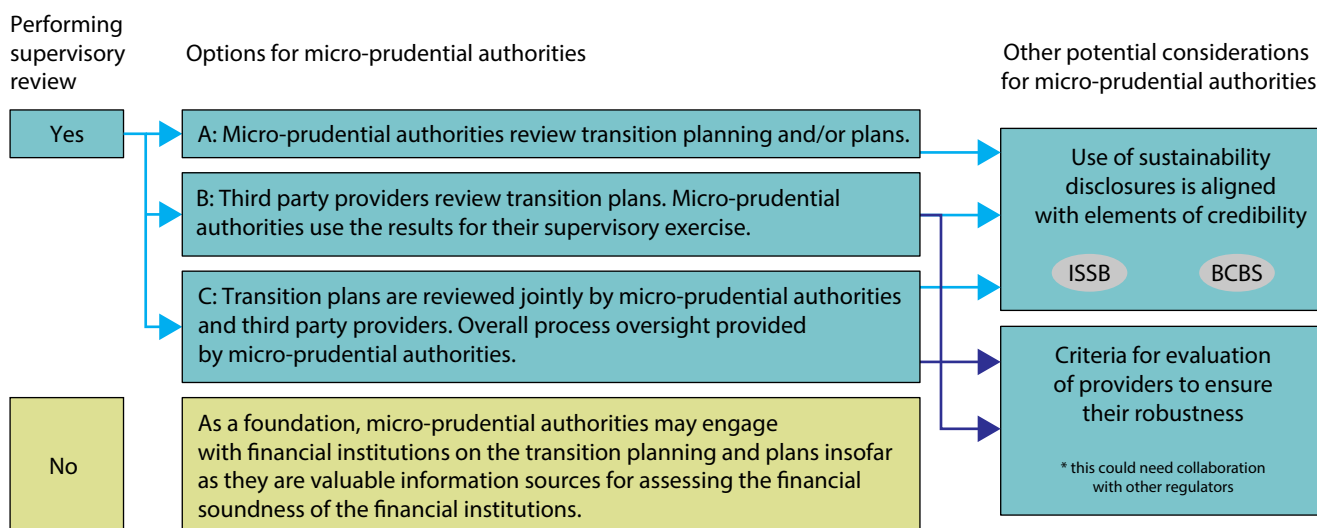 Performing
supervisory
review
Options for micro-prudential authorities
Other potential considerations
for micro-prudential authorities
Yes
A: Micro-prudential authorities review transition planning and/or plans.
B: Third party providers review transition plans. Micro-prudential
authorities use the results for their supervisory exercise.
C: Transition plans are reviewed jointly by micro-prudential authorities
and third party providers. Overall process oversight provided
by micro-prudential authorities.
Use of sustainability
disclosures is aligned
with elements of credibility
ISSB
BCBS
Criteria for evaluation
of providers to ensure
their robustness
* this could need collaboration
with other regulators
No
As a foundation, micro-prudential authorities may engage
with financial institutions on the transition planning and plans insofar
as they are valuable information sources for assessing the financial
soundness of the financial institutions.